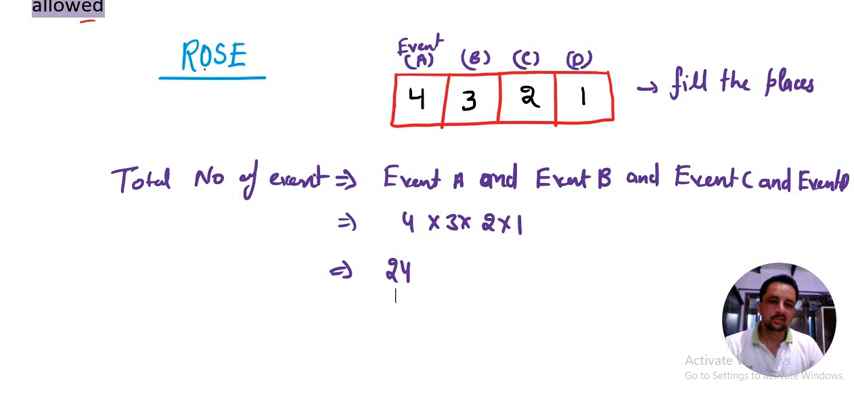 allowed
ROSE
Event
(A) (B) (C) (D)
4 3 2 1 → fill the places
Total No of event ⇒ Event A and Event B and Event C and Event D
⇒ 4 × 3 × 2 × 1
⇒ 24
Activate Windows
Go to Settings to activate Windows.